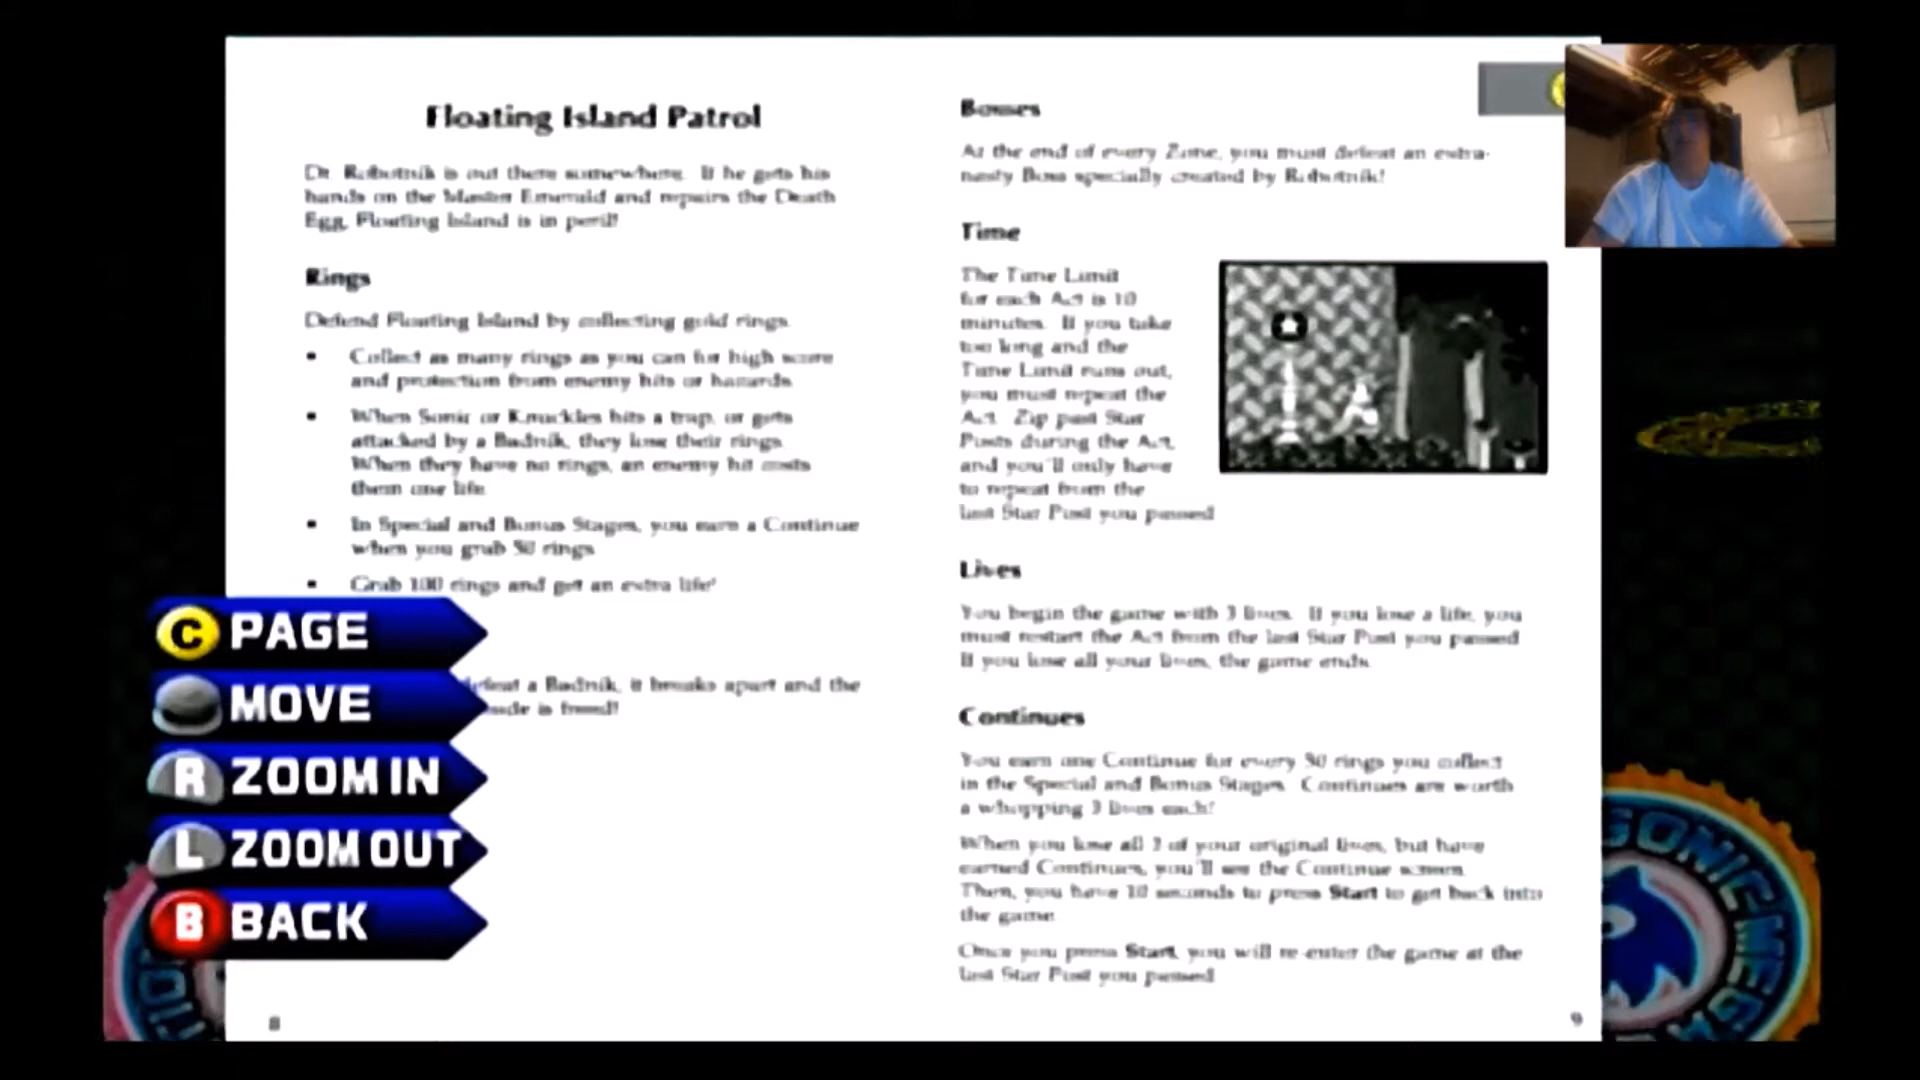 Floating Island Patrol
Dr. Robotnik is out there somewhere. If he gets his
hands on the Master Emerald and repairs the Death
Egg, Floating Island is in peril!
Rings
Defend Floating Island by collecting gold rings.
• Collect as many rings as you can for high score
and protection from enemy hits or hazards.
• When Sonic or Knuckles hits a trap, or gets
attacked by a Badnik, they lose their rings.
When they have no rings, an enemy hit costs
them one life.
• In Special and Bonus Stages, you earn a Continue
when you grab 50 rings.
• Grab 100 rings and get an extra life!
defeat a Badnik, it breaks apart and the
is freed!
C PAGE
MOVE
R ZOOM IN
L ZOOM OUT
B BACK
8
Bosses
At the end of every Zone, you must defeat an extra-
nasty Boss specially created by Robotnik!
Time
The Time Limit
for each Act is 10
minutes. If you take
too long and the
Time Limit runs out,
you must repeat the
Act. Zip past Star
Posts during the Act,
and you'll only have
to repeat from the
last Star Post you passed.
Lives
You begin the game with 3 lives. If you lose a life, you
must restart the Act from the last Star Post you passed.
If you lose all your lives, the game ends.
Continues
You earn one Continue for every 50 rings you collect
in the Special and Bonus Stages. Continues are worth
a whopping 3 lives each!
When you lose all 3 of your original lives, but have
earned Continues, you'll see the Continue screen.
Then, you have 10 seconds to press Start to get back into
the game.
Once you press Start, you will re-enter the game at the
last Star Post you passed.
9
SONIC MEGA